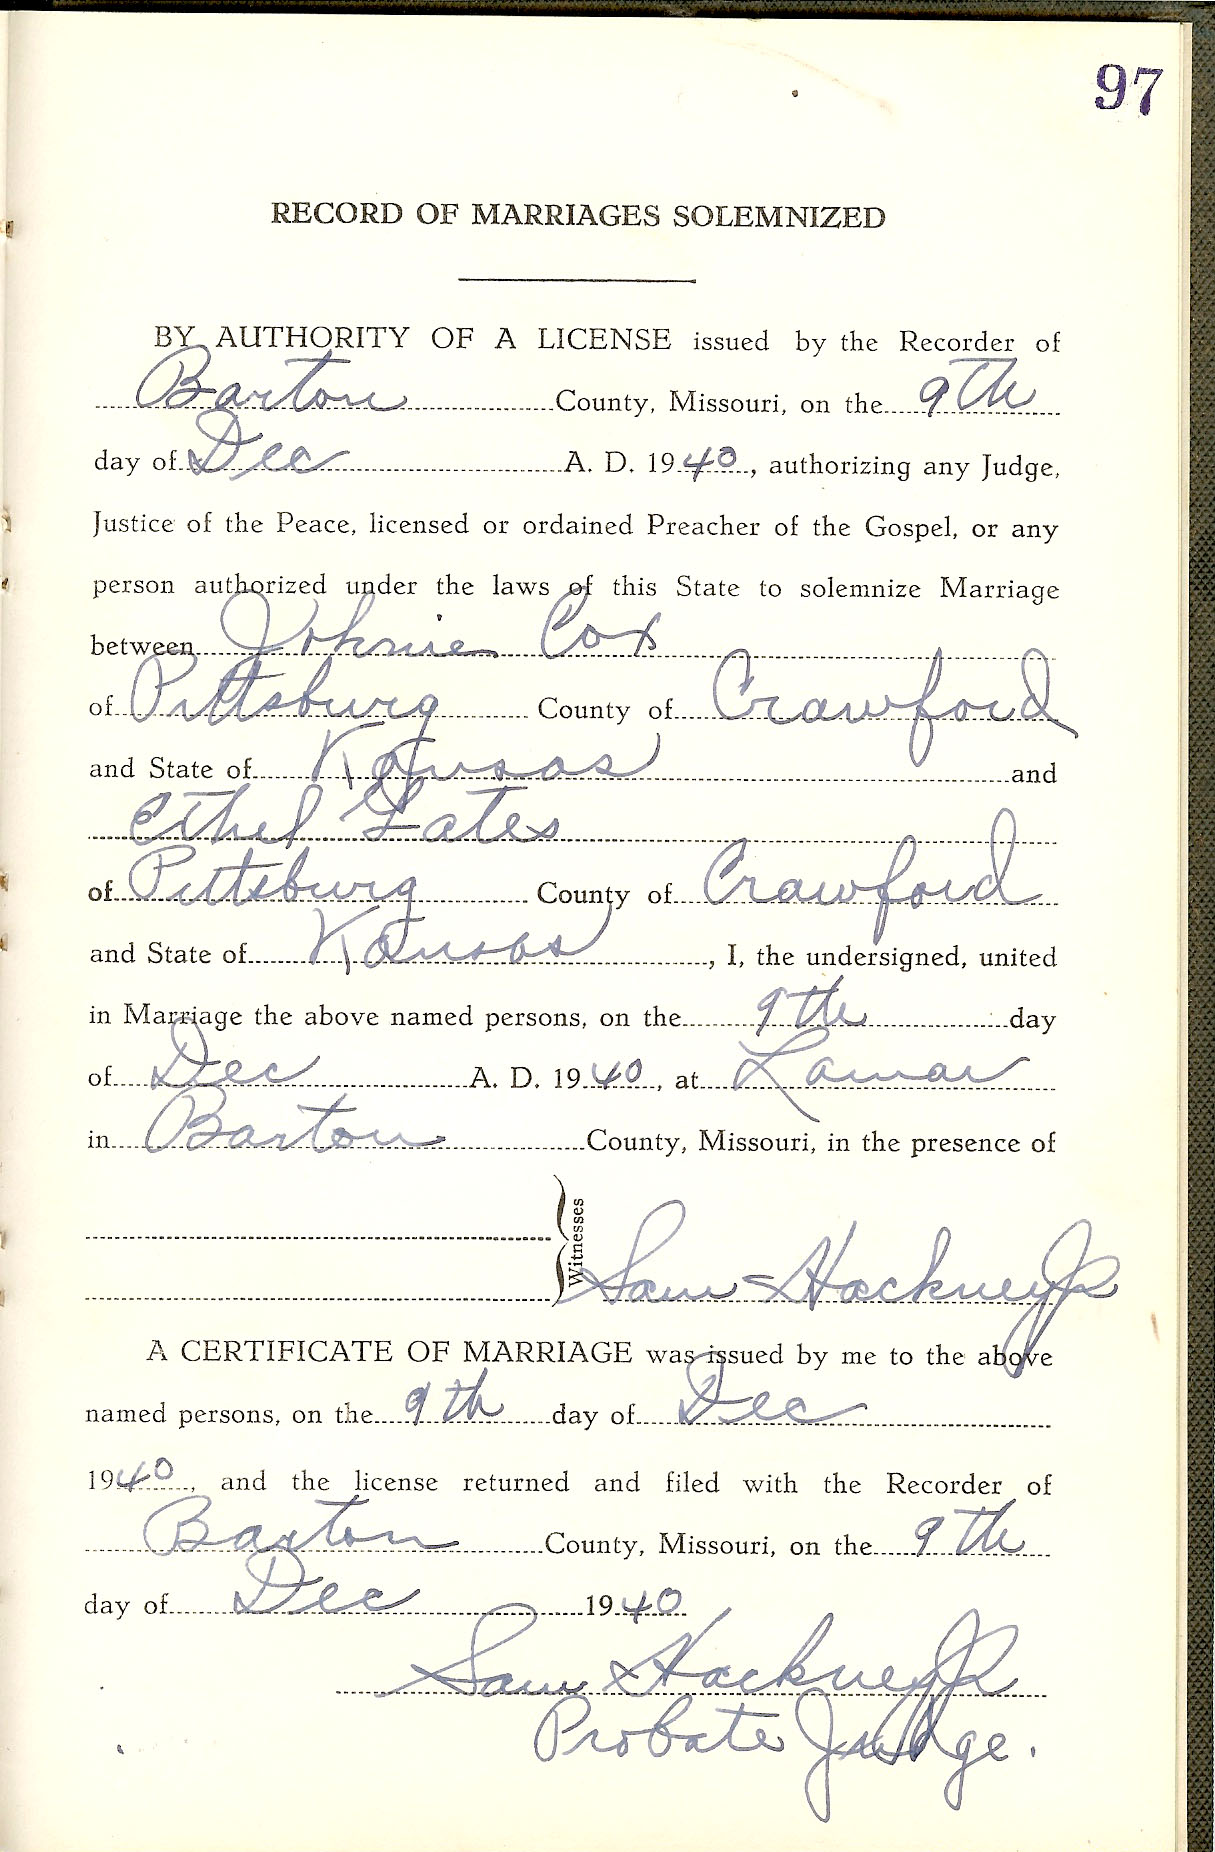 97
RECORD OF MARRIAGES SOLEMNIZED
BY AUTHORITY OF A LICENSE issued by the Recorder of
Barton County, Missouri, on the 9th
day of Dec A. D. 1940, authorizing any Judge,
Justice of the Peace, licensed or ordained Preacher of the Gospel, or any
person authorized under the laws of this State to solemnize Marriage
between Johnie Cox
of Pittsburg County of Crawford
and State of Kansas and
Ethel Gates
of Pittsburg County of Crawford
and State of Kansas, I, the undersigned, united
in Marriage the above named persons, on the 9th day
of Dec A. D. 1940, at Lamar
in Barton County, Missouri, in the presence of
Witnesses
Sam Hackney
A CERTIFICATE OF MARRIAGE was issued by me to the above
named persons, on the 9th day of Dec
1940, and the license returned and filed with the Recorder of
Barton County, Missouri, on the 9th
day of Dec 1940
Sam Hackney
Probate Judge.